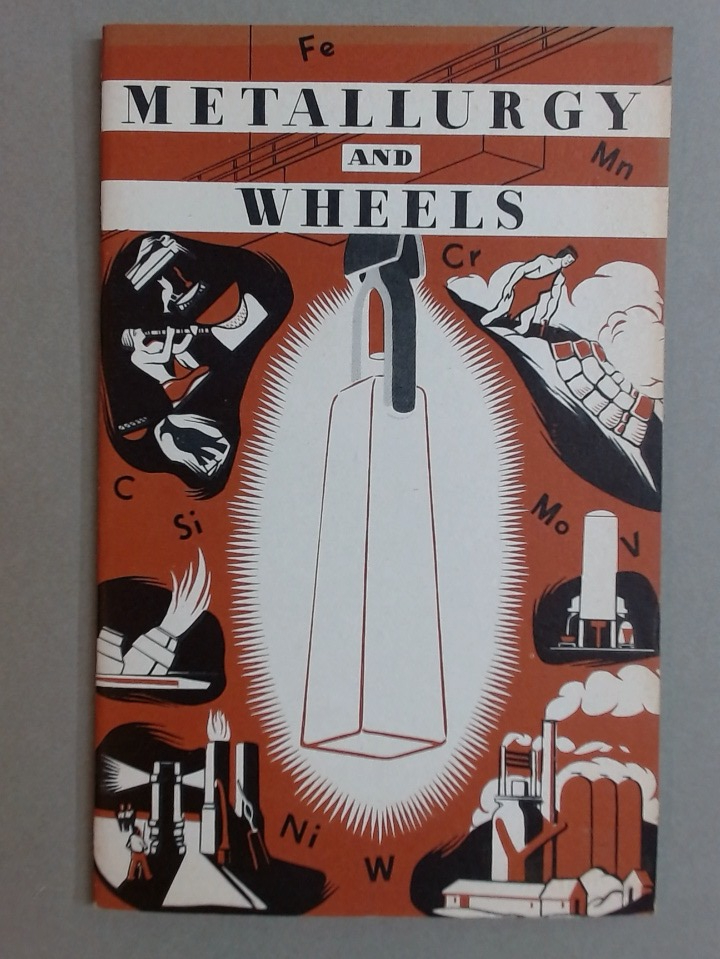 Fe
METALLURGY
AND
Mn
WHEELS
Cr
C
Si
Mo
V
Ni
W